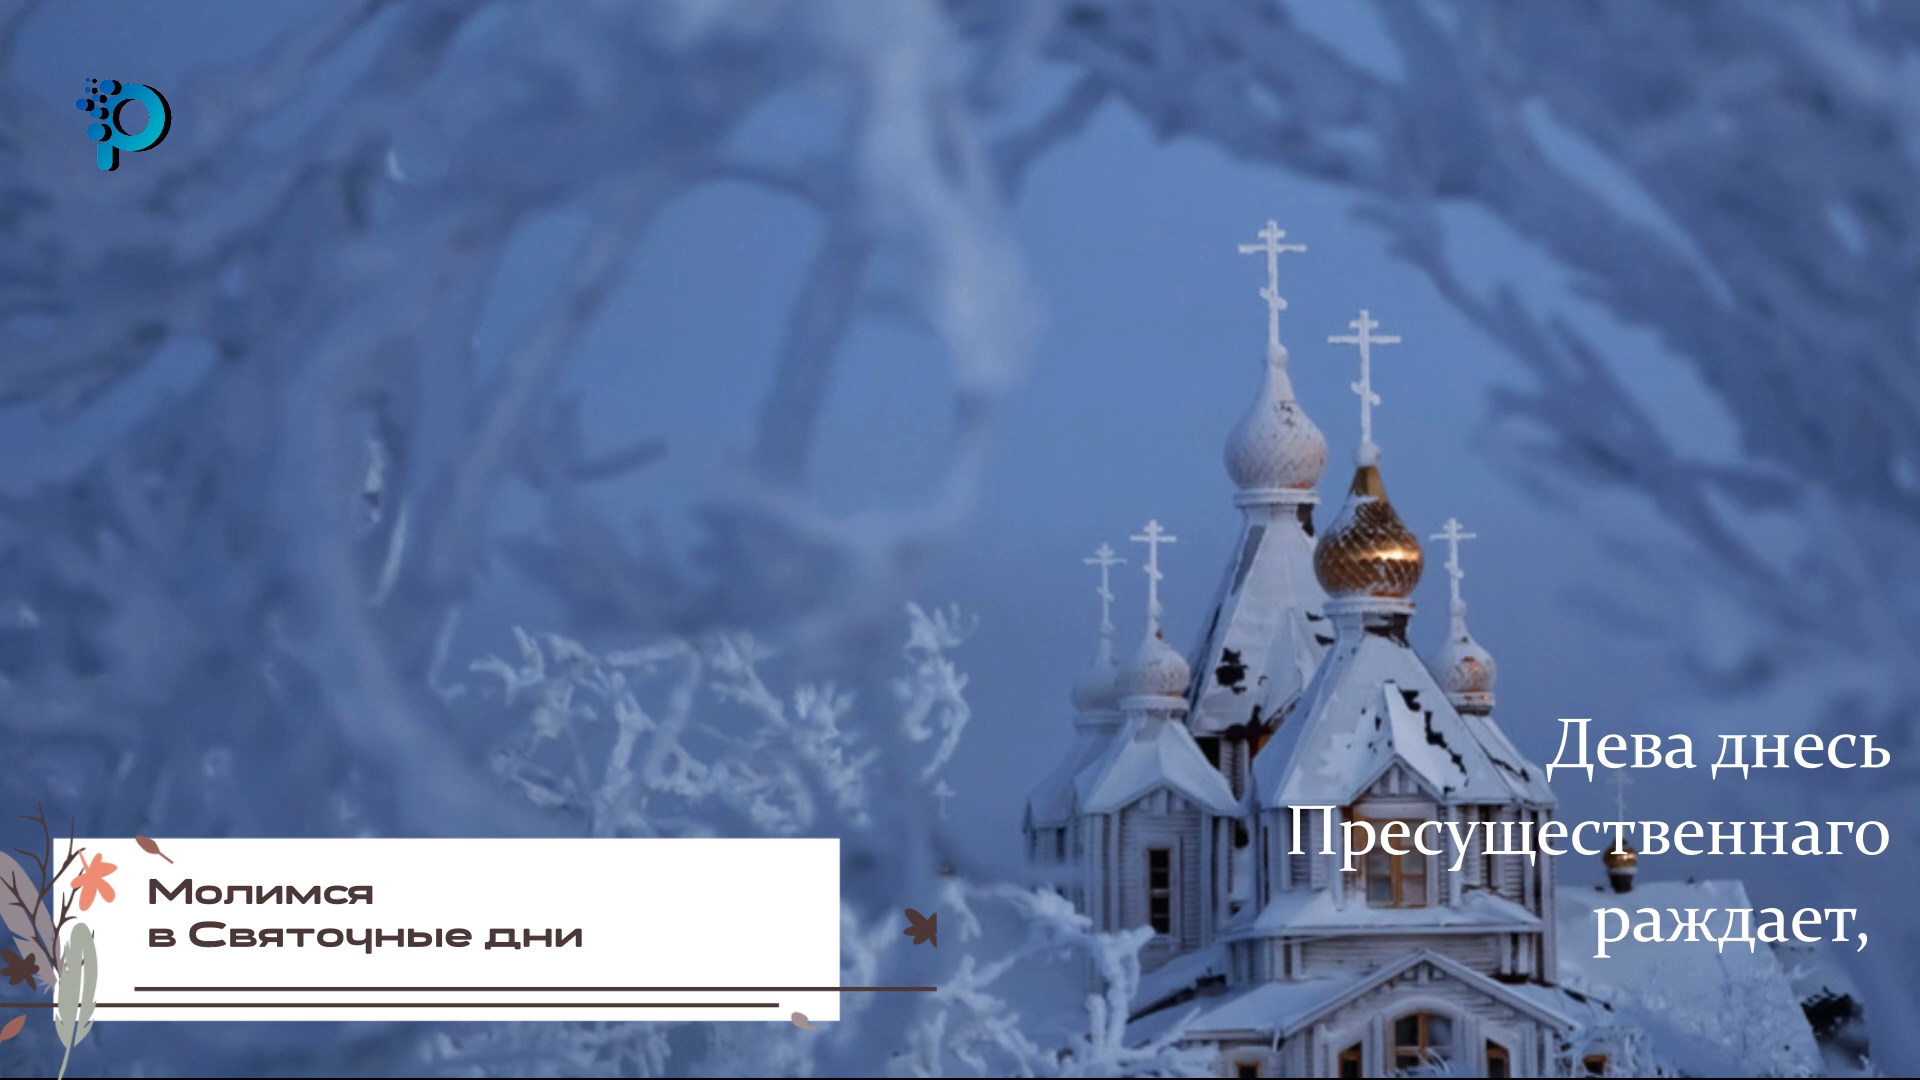 Дева днесь
Пресущественнаго
раждает,
Молимся
в Святочные дни